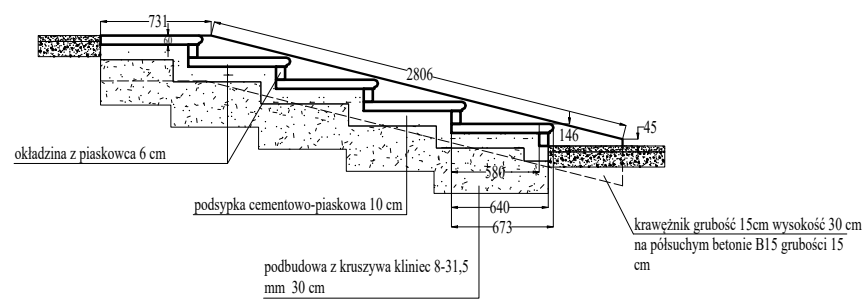 731
60
2806
146
45
okładzina z piaskowca 6 cm
580
podsypka cementowo-piaskowa 10 cm
640
673
krawężnik grubość 15cm wysokość 30 cm
na półsuchym betonie B15 grubości 15
cm
podbudowa z kruszywa kliniec 8-31,5
mm 30 cm